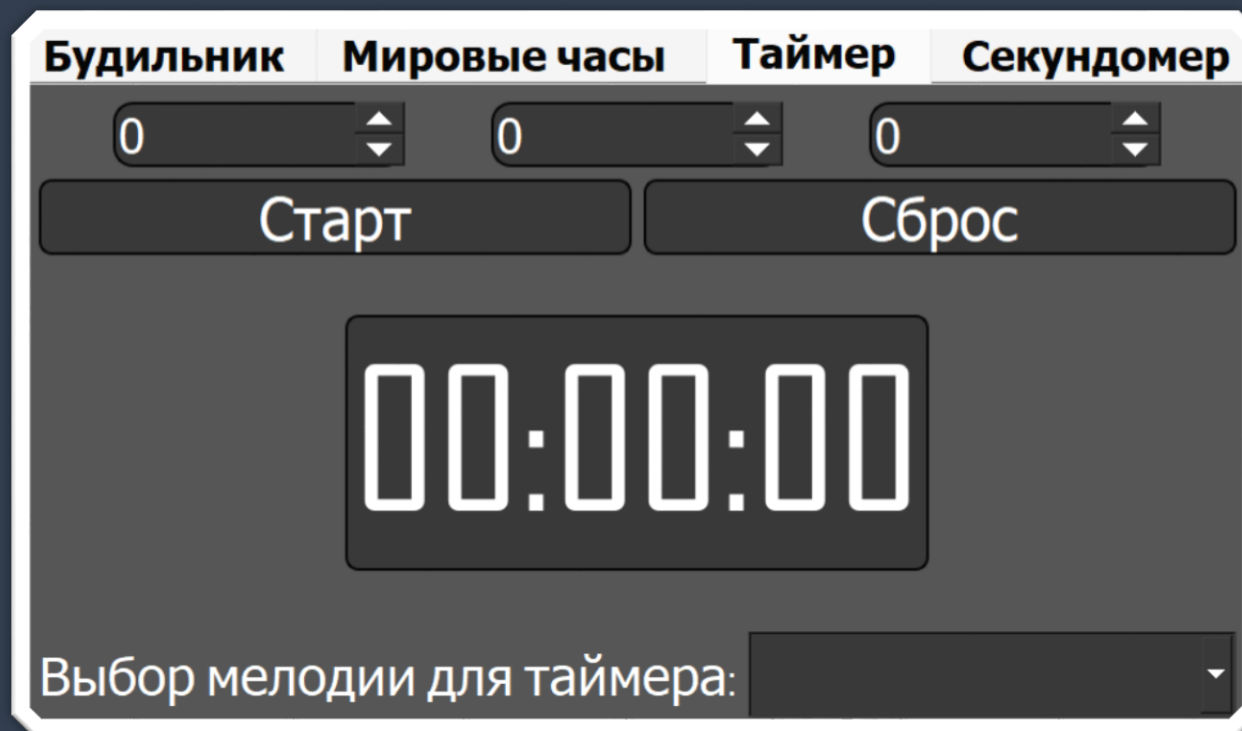 Будильник Мировые часы Таймер Секундомер
0 0 0
Старт Сброс
00:00:00
Выбор мелодии для таймера: